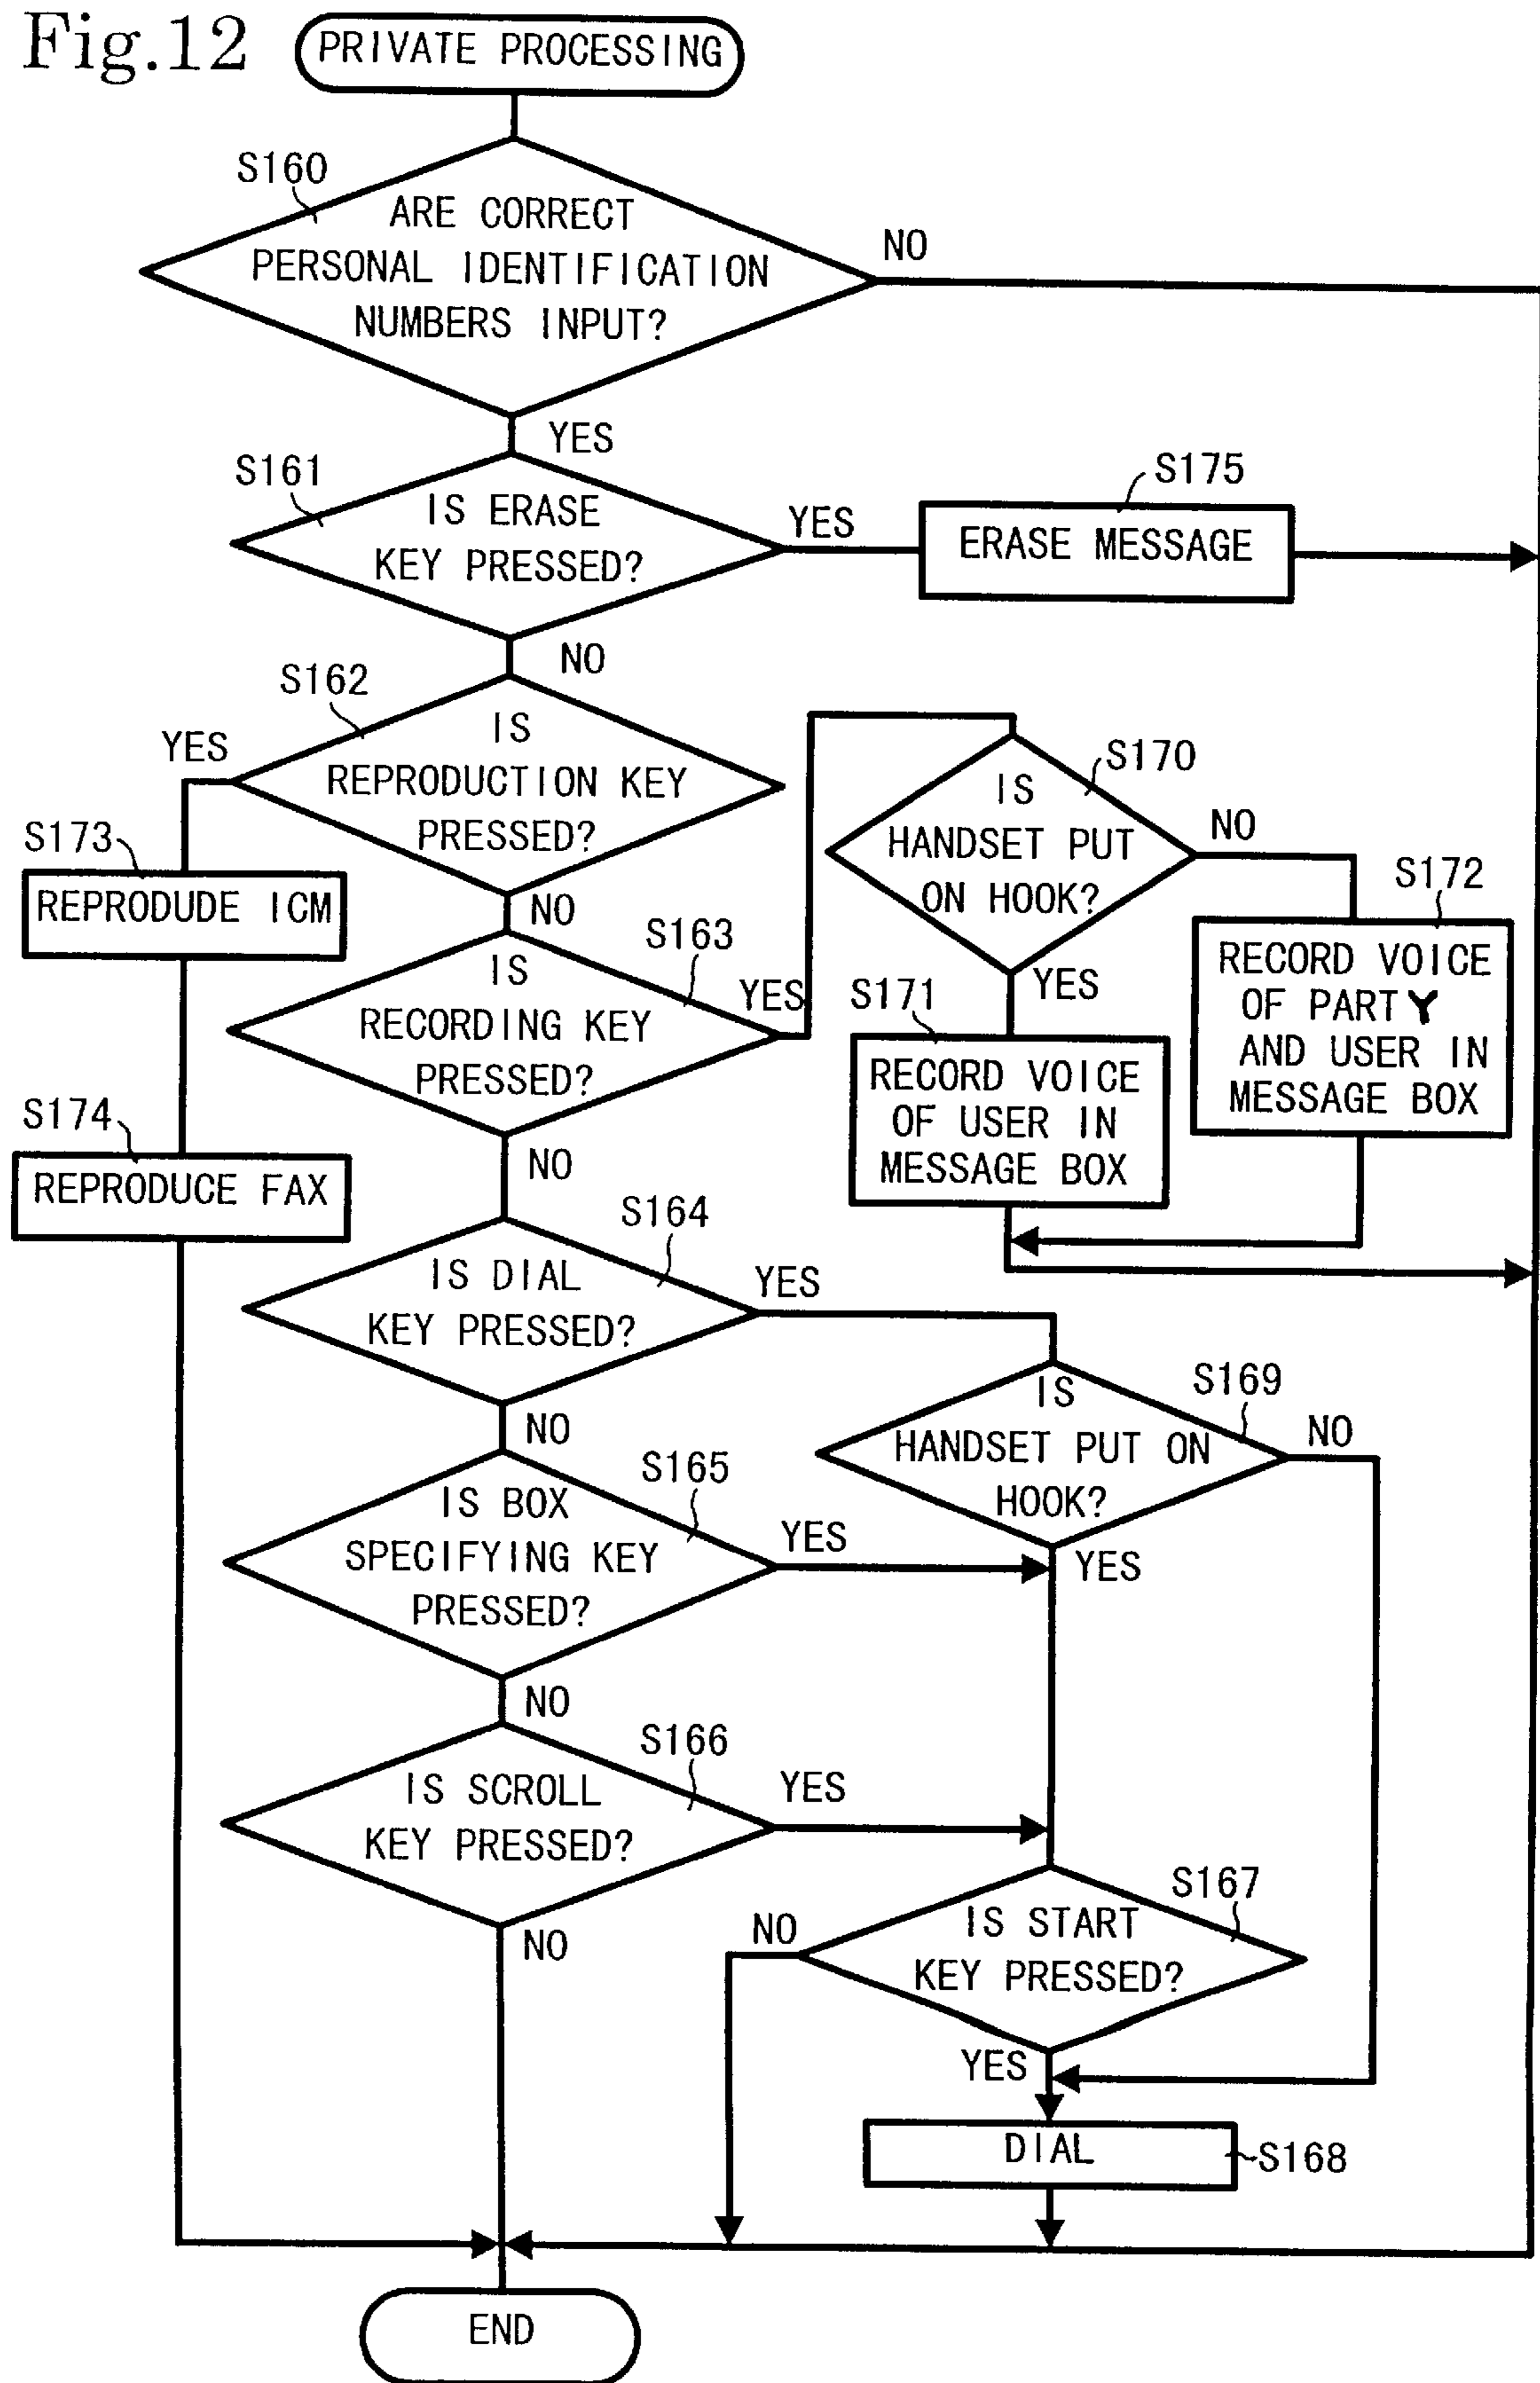 Fig.12
PRIVATE PROCESSING
S160
ARE CORRECT
PERSONAL IDENTIFICATION
NUMBERS INPUT?
NO
YES
S161
IS ERASE
KEY PRESSED?
YES
S175
ERASE MESSAGE
NO
S162
IS
REPRODUCTION KEY
PRESSED?
YES
S173
REPRODUDE ICM
NO
S163
IS
RECORDING KEY
PRESSED?
YES
S170
IS
HANDSET PUT
ON HOOK?
NO
S172
RECORD VOICE
OF PARTY
AND USER IN
MESSAGE BOX
YES
S171
RECORD VOICE
OF USER IN
MESSAGE BOX
S174
REPRODUCE FAX
NO
S164
IS DIAL
KEY PRESSED?
YES
S169
IS
HANDSET PUT ON
HOOK?
NO
YES
NO
S165
IS BOX
SPECIFYING KEY
PRESSED?
YES
NO
S166
IS SCROLL
KEY PRESSED?
YES
NO
S167
IS START
KEY PRESSED?
NO
YES
DIAL
S168
END